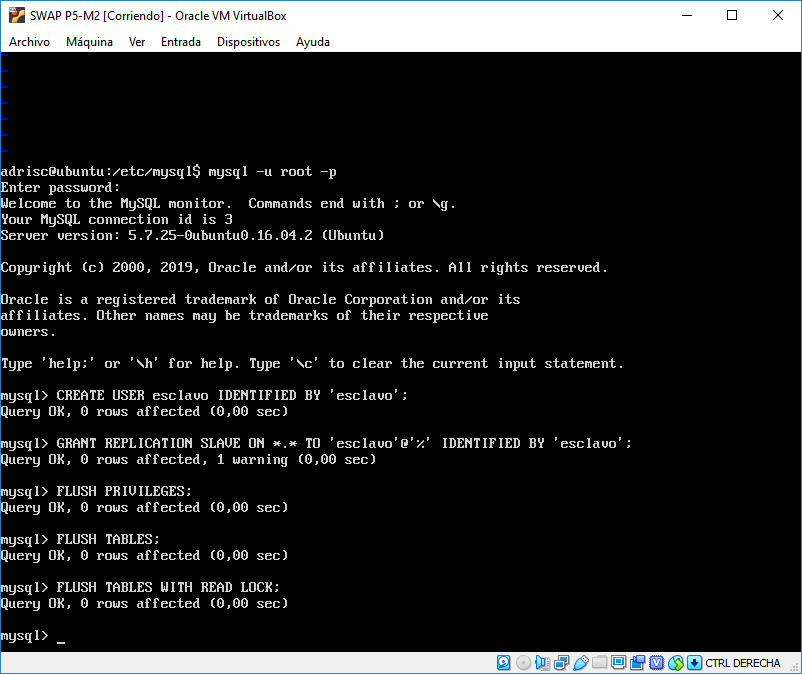 SWAP P5-M2 [Corriendo] - Oracle VM VirtualBox
Archivo Máquina Ver Entrada Dispositivos Ayuda
~
~
~
~
~
~
~
adrisc@ubuntu:/etc/mysql$ mysql -u root -p
Enter password:
Welcome to the MySQL monitor.  Commands end with ; or \g.
Your MySQL connection id is 3
Server version: 5.7.25-0ubuntu0.16.04.2 (Ubuntu)
Copyright (c) 2000, 2019, Oracle and/or its affiliates. All rights reserved.
Oracle is a registered trademark of Oracle Corporation and/or its
affiliates. Other names may be trademarks of their respective
owners.
Type 'help;' or '\h' for help. Type '\c' to clear the current input statement.
mysql> CREATE USER esclavo IDENTIFIED BY 'esclavo';
Query OK, 0 rows affected (0,00 sec)
mysql> GRANT REPLICATION SLAVE ON *.* TO 'esclavo'@'%' IDENTIFIED BY 'esclavo';
Query OK, 0 rows affected, 1 warning (0,00 sec)
mysql> FLUSH PRIVILEGES;
Query OK, 0 rows affected (0,00 sec)
mysql> FLUSH TABLES;
Query OK, 0 rows affected (0,00 sec)
mysql> FLUSH TABLES WITH READ LOCK;
Query OK, 0 rows affected (0,00 sec)
mysql> _
CTRL DERECHA